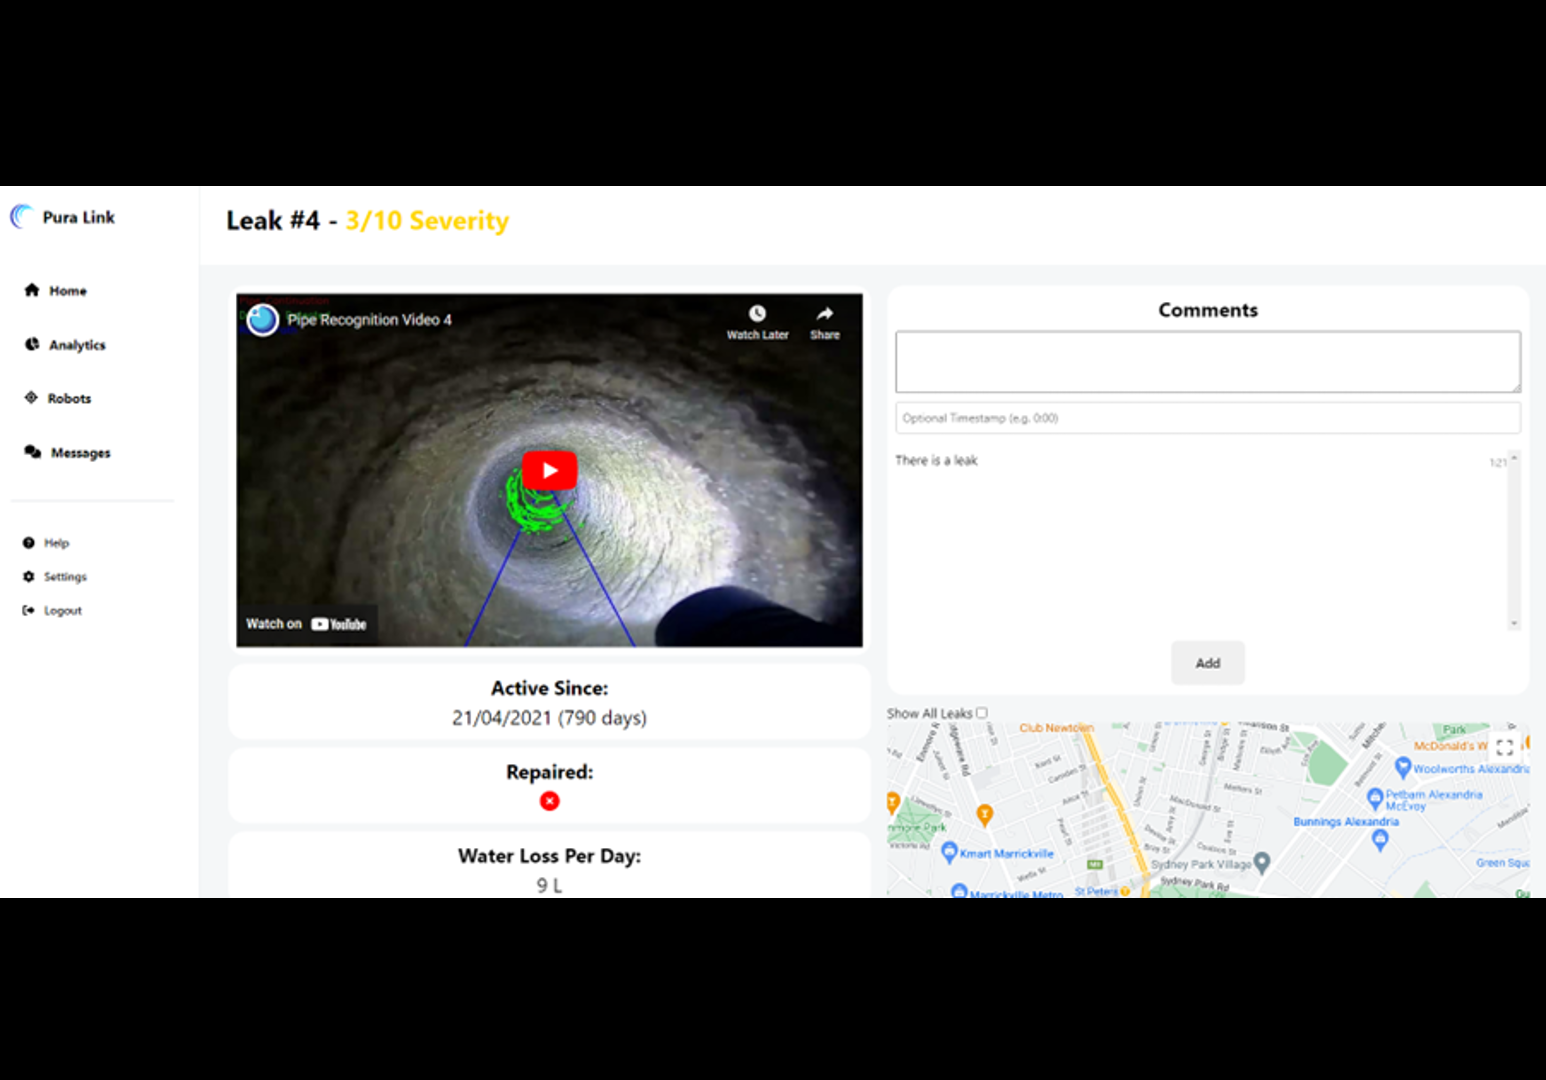 Pura Link
Home
Analytics
Robots
Messages
Help
Settings
Logout
Leak #4 - 3/10 Severity
Pipe Recognition Video 4
Watch Later
Share
Watch on YouTube
Active Since:
21/04/2021 (790 days)
Repaired:
Water Loss Per Day:
9 L
Comments
Optional Timestamp (e.g. 0:00)
There is a leak
1:21
Add
Show All Leaks
Club Newtown
Park
McDonald's
Woolworths Alexandria
Petbarn Alexandria
McEvoy
Bunnings Alexandria
Kmart Marrickville
Sydney Park Village
Green Squ
Marrickville Metro
St Peters
Sydney Park Rd